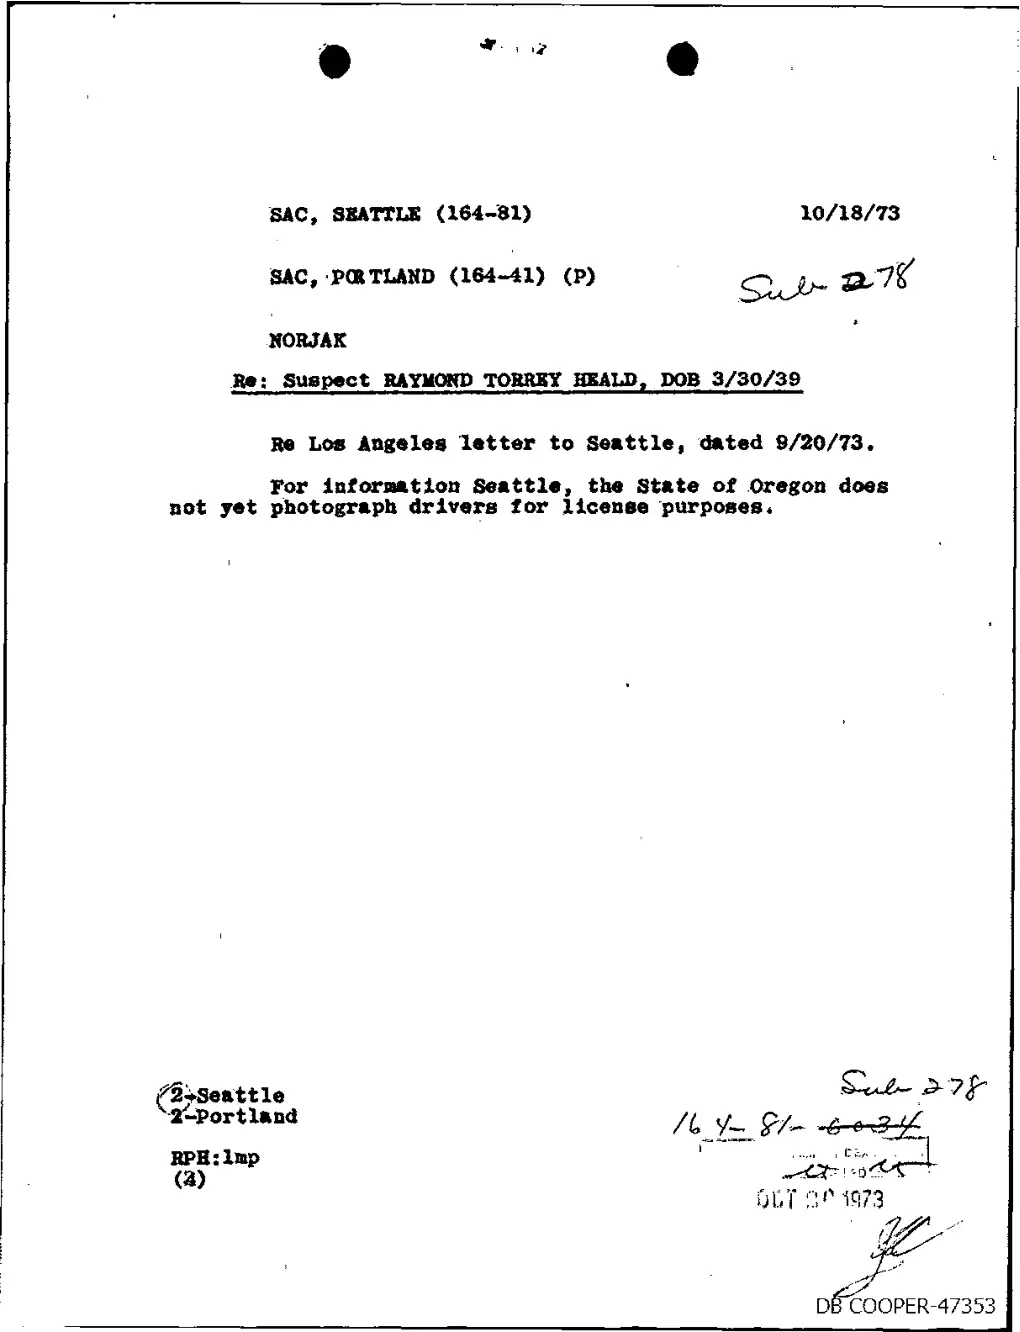 SAC, SEATTLE (164-81) 10/18/73
SAC, PORTLAND (164-41) (P)
Sub 278
NORJAK
Re: Suspect RAYMOND TORREY HEALD, DOB 3/30/39
Re Los Angeles letter to Seattle, dated 9/20/73.
For information Seattle, the State of Oregon does
not yet photograph drivers for license purposes.
2-Seattle
2-Portland
RPH:lmp
(4)
Sub 278
164-81-6034
OCT 1973
DB COOPER-47353